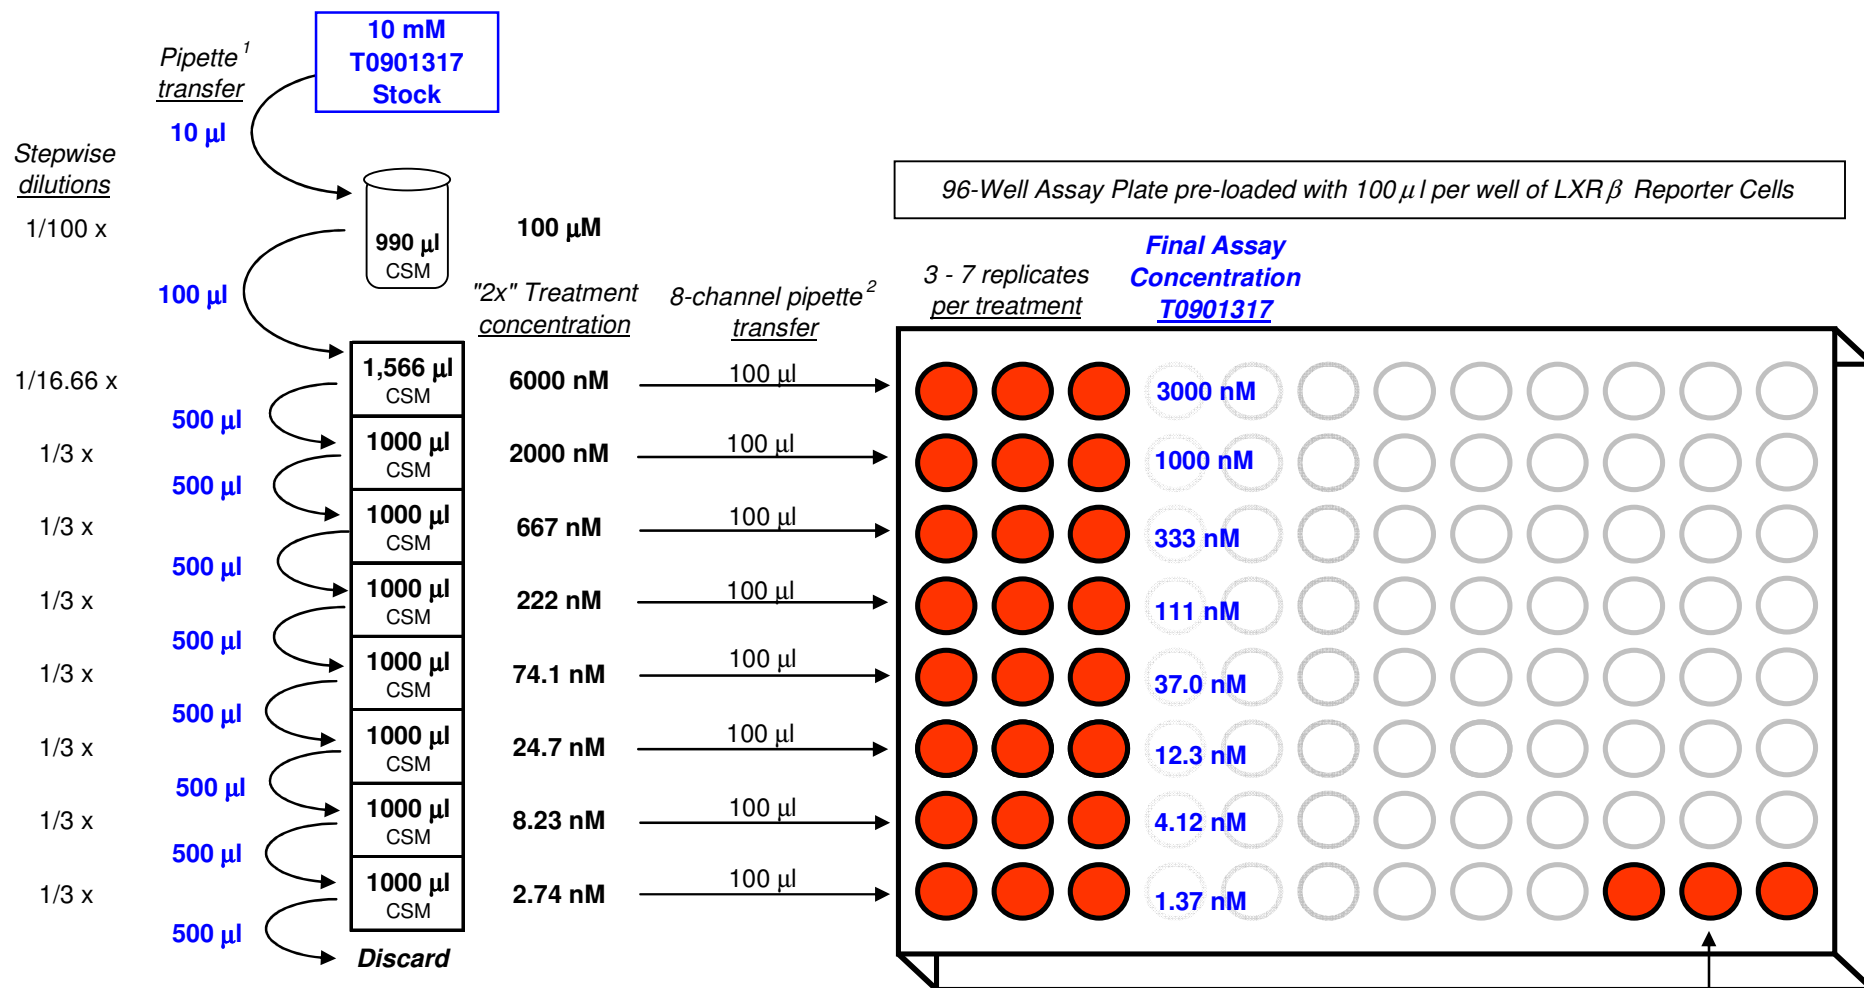 10 mM
T0901317
Stock
Pipette 1
transfer
10 µl
Stepwise
dilutions
1/100 x
990 µl
CSM
100 µM
100 µl
"2x" Treatment
concentration
8-channel pipette 2
transfer
96-Well Assay Plate pre-loaded with 100 µl per well of LXRβ Reporter Cells
3 - 7 replicates
per treatment
Final Assay
Concentration
T0901317
1/16.66 x
1,566 µl
CSM
6000 nM
100 µl
3000 nM
500 µl
1/3 x
1000 µl
CSM
2000 nM
100 µl
1000 nM
500 µl
1/3 x
1000 µl
CSM
667 nM
100 µl
333 nM
500 µl
1/3 x
1000 µl
CSM
222 nM
100 µl
111 nM
500 µl
1/3 x
1000 µl
CSM
74.1 nM
100 µl
37.0 nM
500 µl
1/3 x
1000 µl
CSM
24.7 nM
100 µl
12.3 nM
500 µl
1/3 x
1000 µl
CSM
8.23 nM
100 µl
4.12 nM
500 µl
1/3 x
1000 µl
CSM
2.74 nM
100 µl
1.37 nM
500 µl
Discard